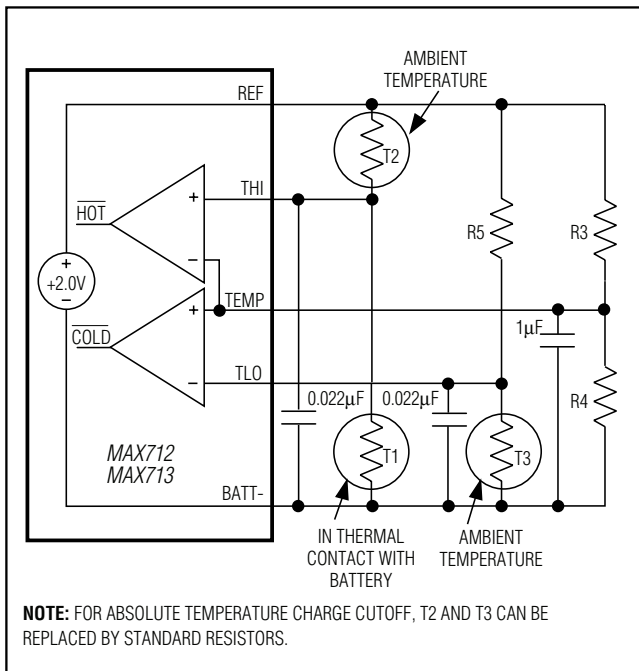 AMBIENT
TEMPERATURE
REF
T2
THI
HOT
R5
R3
+
−
+2.0V
+
−
TEMP
+
−
COLD
1µF
TLO
0.022µF
0.022µF
R4
MAX712
MAX713
T1
T3
BATT-
IN THERMAL
CONTACT WITH
BATTERY
AMBIENT
TEMPERATURE
NOTE: FOR ABSOLUTE TEMPERATURE CHARGE CUTOFF, T2 AND T3 CAN BE
REPLACED BY STANDARD RESISTORS.